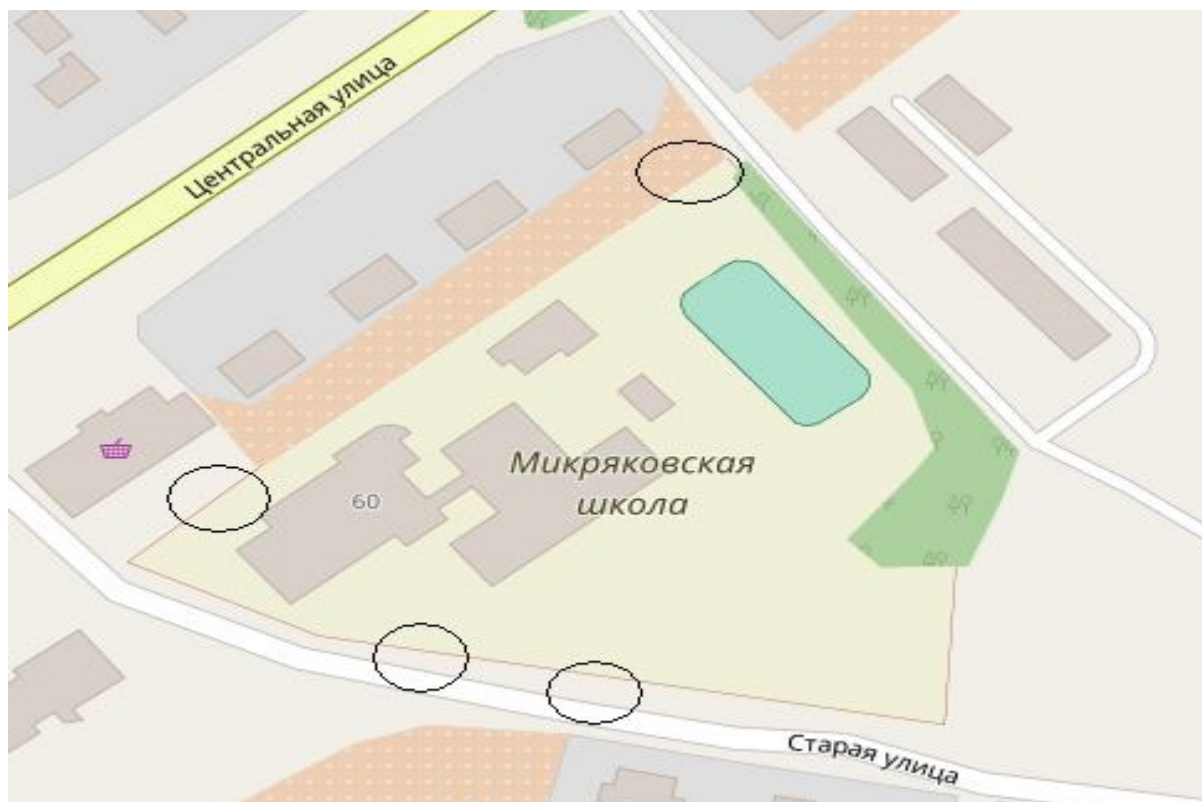 Центральная улица
Микряковская
школа
60
Старая улица